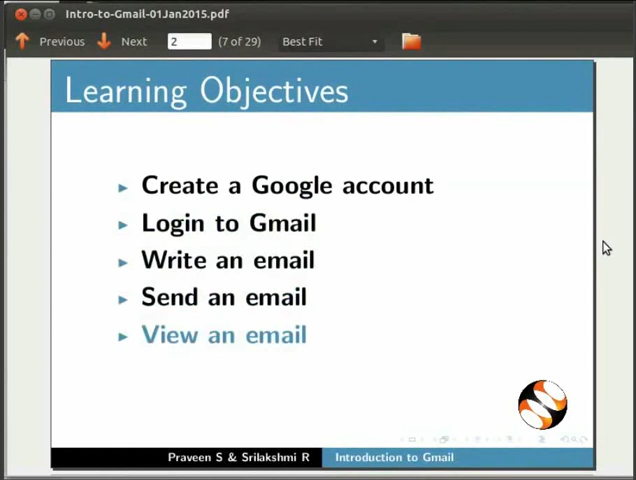 Intro-to-Gmail-01Jan2015.pdf
Previous Next 2 (7 of 29) Best Fit
Learning Objectives
Create a Google account
Login to Gmail
Write an email
Send an email
View an email
Praveen S & Srilakshmi R Introduction to Gmail